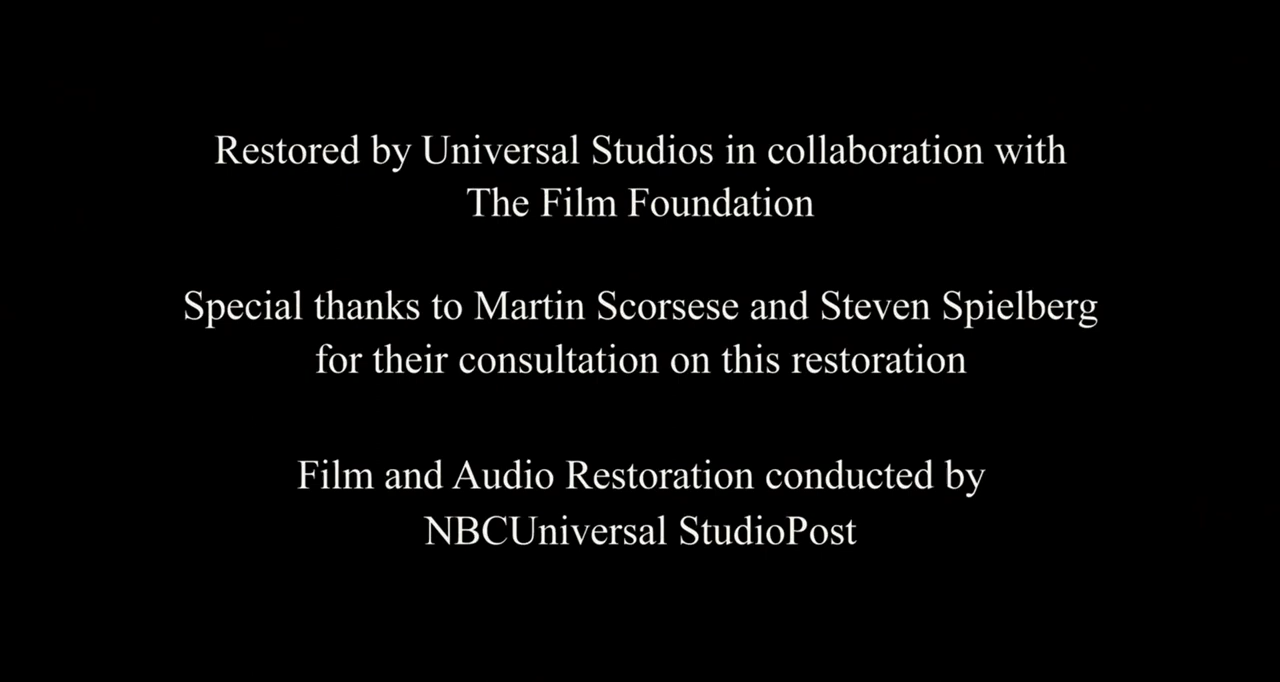 Restored by Universal Studios in collaboration with
The Film Foundation
Special thanks to Martin Scorsese and Steven Spielberg
for their consultation on this restoration
Film and Audio Restoration conducted by
NBCUniversal StudioPost